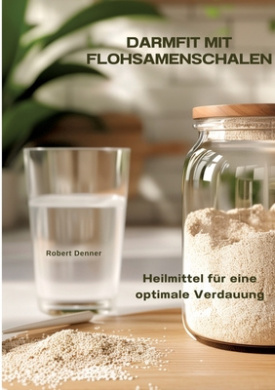 DARMFIT MIT
FLOHSAMENSCHALEN
Robert Denner
Heilmittel für eine
optimale Verdauung